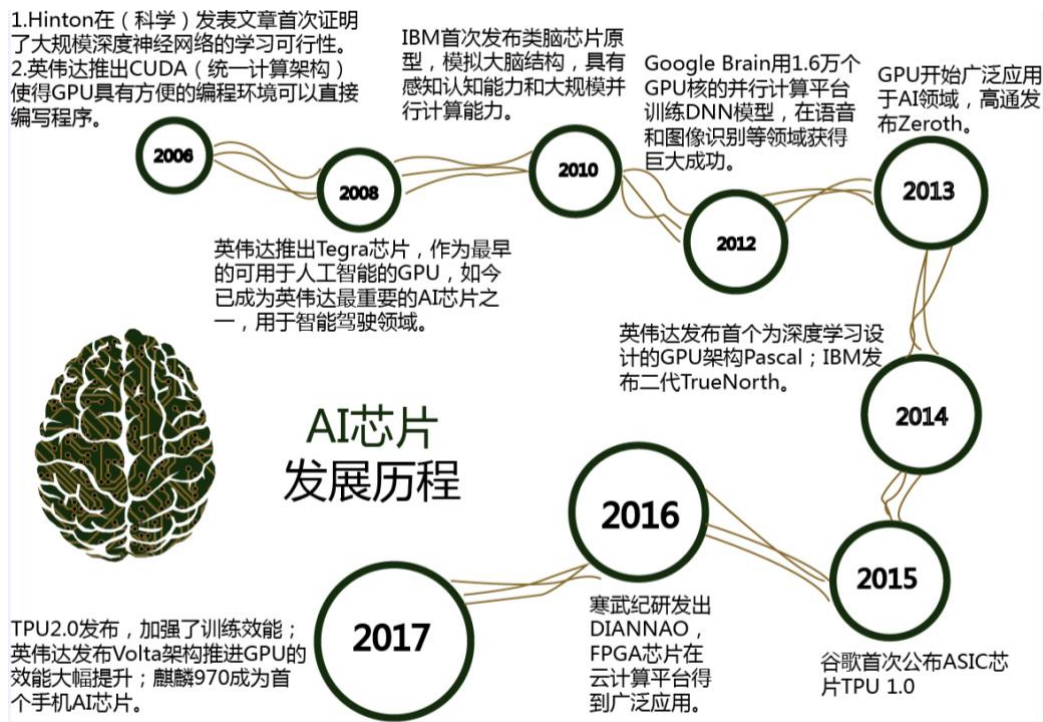 1.Hinton在（科学）发表文章首次证明
了大规模深度神经网络的学习可行性。
2.英伟达推出CUDA（统一计算架构）
使得GPU具有方便的编程环境可以直接
编写程序。
2006
英伟达推出Tegra芯片，作为最早
的可用于人工智能的GPU，如今
已成为英伟达最重要的AI芯片之
一，用于智能驾驶领域。
2008
IBM首次发布类脑芯片原
型，模拟大脑结构，具有
感知认知能力和大规模并
行计算能力。
2010
Google Brain用1.6万个
GPU核的并行计算平台
训练DNN模型，在语音
和图像识别等领域获得
巨大成功。
2012
GPU开始广泛应用
于AI领域，高通发
布Zeroth。
2013
英伟达发布首个为深度学习设
计的GPU架构Pascal；IBM发
布二代TrueNorth。
2014
AI芯片
发展历程
2015
谷歌首次公布ASIC芯
片TPU 1.0
2016
寒武纪研发出
DIANNAO，
FPGA芯片在
云计算平台得
到广泛应用。
2017
TPU2.0发布，加强了训练效能；
英伟达发布Volta架构推进GPU的
效能大幅提升；麒麟970成为首
个手机AI芯片。